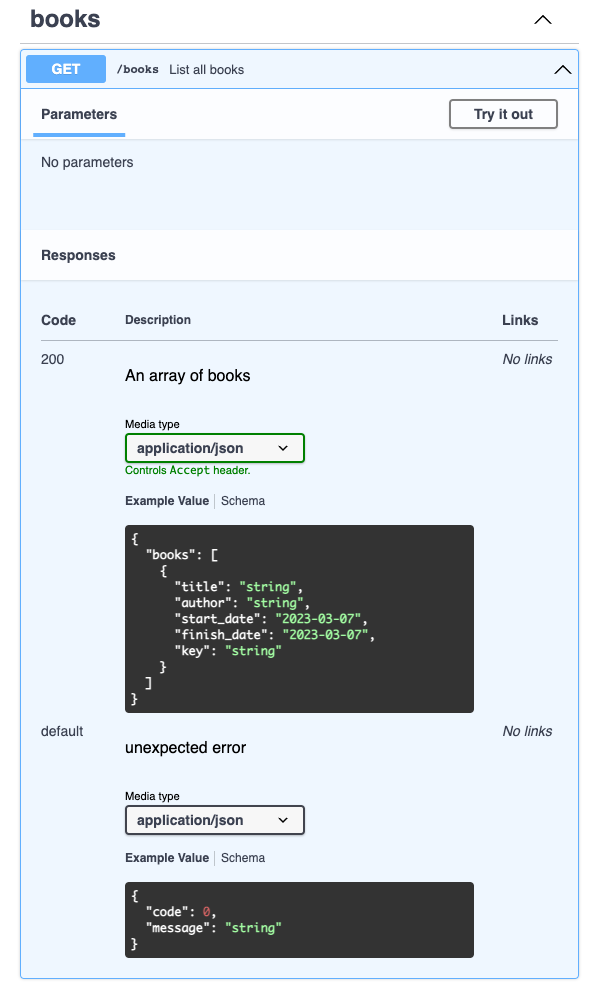 books
GET /books List all books
Parameters Try it out
No parameters
Responses
Code Description Links
200 No links
An array of books
Media type
application/json
Controls Accept header.
Example Value Schema
{
  "books": [
    {
      "title": "string",
      "author": "string",
      "start_date": "2023-03-07",
      "finish_date": "2023-03-07",
      "key": "string"
    }
  ]
}
default No links
unexpected error
Media type
application/json
Example Value Schema
{
  "code": 0,
  "message": "string"
}